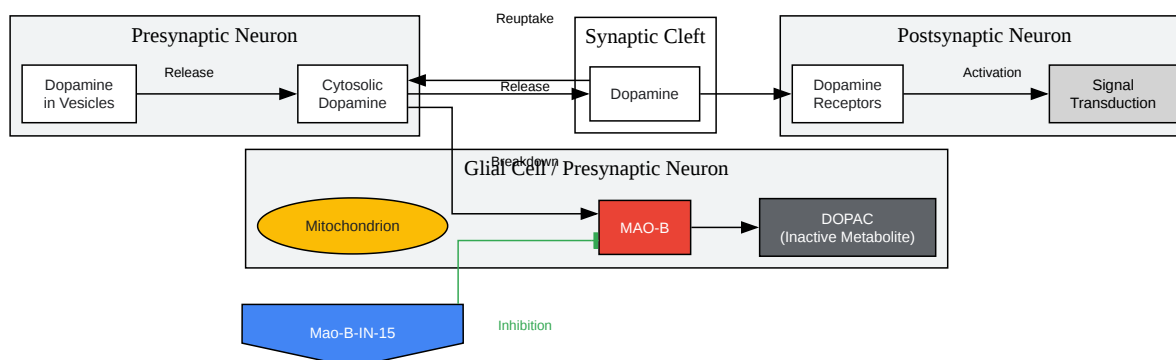 Reuptake
Presynaptic Neuron
Synaptic Cleft
Postsynaptic Neuron
Release
Activation
Dopamine
in Vesicles
Cytosolic
Dopamine
Release
Dopamine
Dopamine
Receptors
Signal
Transduction
Breakdown
Glial Cell / Presynaptic Neuron
Mitochondrion
MAO-B
DOPAC
(Inactive Metabolite)
Mao-B-IN-15
Inhibition